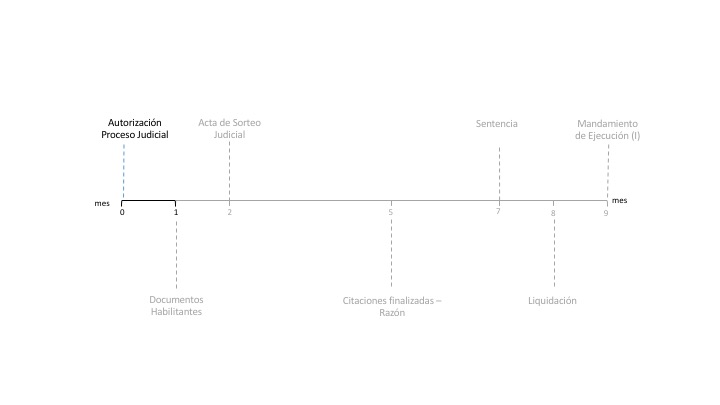 Autorización
Proceso Judicial
Acta de Sorteo
Judicial
Sentencia
Mandamiento
de Ejecución (I)
mes
0
1
2
5
7
8
9
mes
Documentos
Habilitantes
Citaciones finalizadas –
Razón
Liquidación